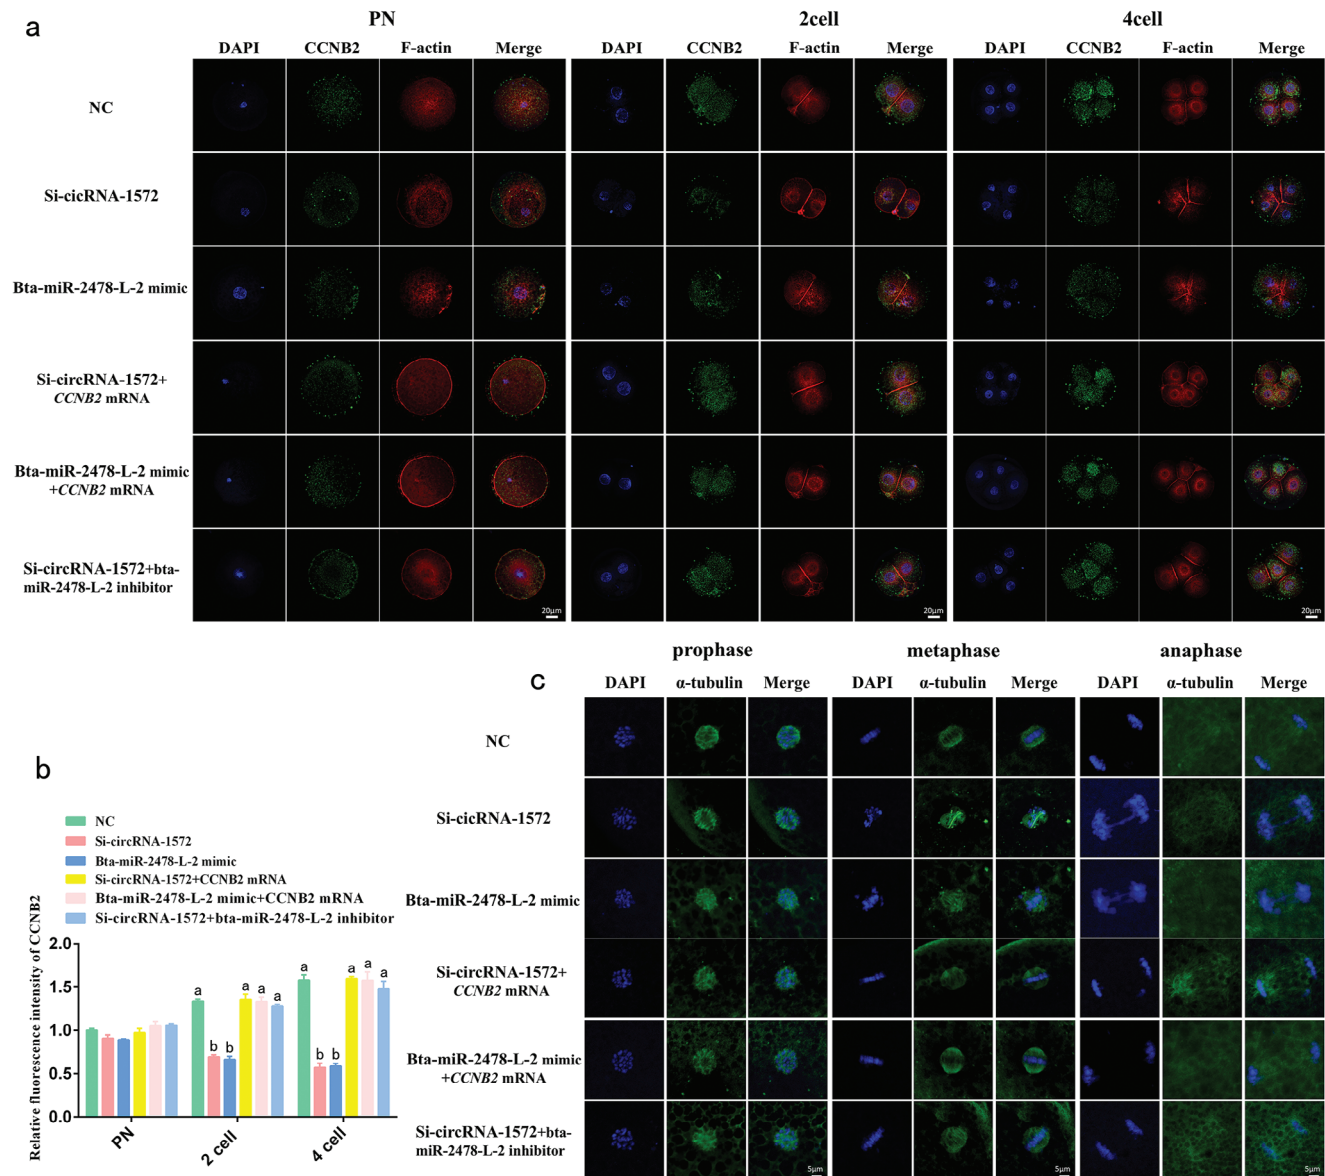 a
PN
2cell
4cell
DAPI CCNB2 F-actin Merge DAPI CCNB2 F-actin Merge DAPI CCNB2 F-actin Merge
NC
Si-cicRNA-1572
Bta-miR-2478-L-2 mimic
Si-circRNA-1572+
CCNB2 mRNA
Bta-miR-2478-L-2 mimic
+CCNB2 mRNA
Si-circRNA-1572+bta-
miR-2478-L-2 inhibitor
20μm 20μm 20μm
b
NC
Si-circRNA-1572
Bta-miR-2478-L-2 mimic
Si-circRNA-1572+CCNB2 mRNA
Bta-miR-2478-L-2 mimic+CCNB2 mRNA
Si-circRNA-1572+bta-miR-2478-L-2 inhibitor
Relative fluorescence intensity of CCNB2
2.0
1.5
1.0
0.5
0.0
a b b a a a
a b b a a a
PN 2 cell 4 cell
c
prophase metaphase anaphase
DAPI α-tubulin Merge DAPI α-tubulin Merge DAPI α-tubulin Merge
NC
Si-cicRNA-1572
Bta-miR-2478-L-2 mimic
Si-circRNA-1572+
CCNB2 mRNA
Bta-miR-2478-L-2 mimic
+CCNB2 mRNA
Si-circRNA-1572+bta-
miR-2478-L-2 inhibitor
5μm 5μm 5μm